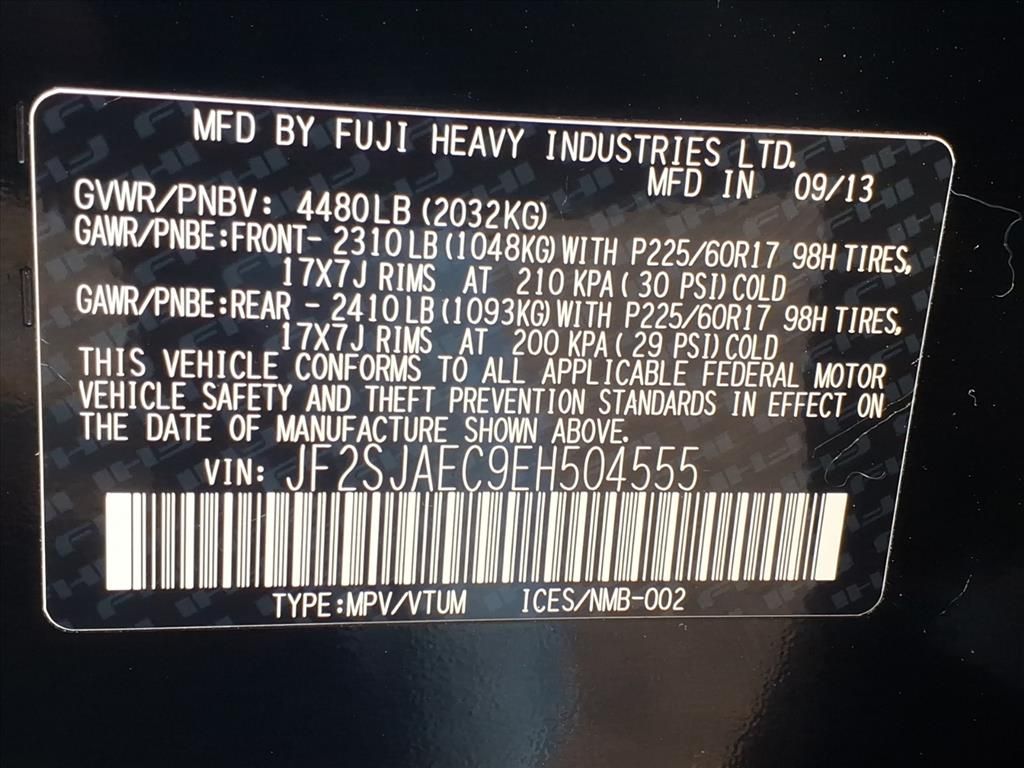 MFD BY FUJI HEAVY INDUSTRIES LTD.
MFD IN 09/13
GVWR/PNBV: 4480LB (2032KG)
GAWR/PNBE:FRONT- 2310LB (1048KG) WITH P225/60R17 98H TIRES,
17X7J RIMS AT 210 KPA ( 30 PSI) COLD
GAWR/PNBE:REAR - 2410LB (1093KG) WITH P225/60R17 98H TIRES,
17X7J RIMS AT 200 KPA ( 29 PSI) COLD
THIS VEHICLE CONFORMS TO ALL APPLICABLE FEDERAL MOTOR
VEHICLE SAFETY AND THEFT PREVENTION STANDARDS IN EFFECT ON
THE DATE OF MANUFACTURE SHOWN ABOVE.
VIN: JF2SJAEC9EH504555
TYPE:MPV/VTUM ICES/NMB-002